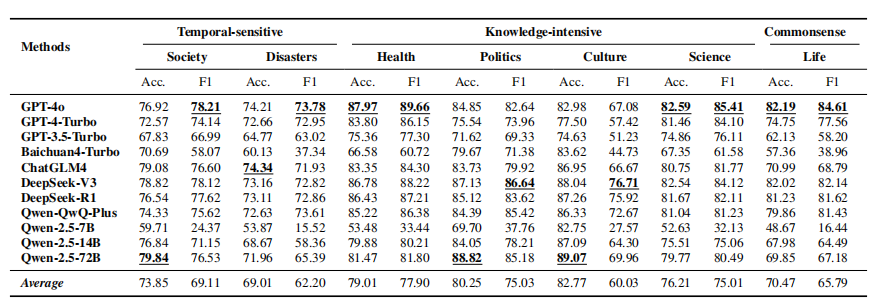 Methods Temporal-sensitive Knowledge-intensive Commonsense
Society Disasters Health Politics Culture Science Life
Acc. F1 Acc. F1 Acc. F1 Acc. F1 Acc. F1 Acc. F1 Acc. F1
GPT-4o 76.92 78.21 74.21 73.78 87.97 89.66 84.85 82.64 82.98 67.08 82.59 85.41 82.19 84.61
GPT-4-Turbo 72.57 74.14 72.66 72.95 83.80 86.15 75.54 73.96 77.50 57.42 81.46 84.10 74.75 77.56
GPT-3.5-Turbo 67.83 66.99 64.77 63.02 75.36 77.30 71.62 69.33 74.63 51.23 74.86 76.11 62.13 58.20
Baichuan4-Turbo 70.69 58.07 60.13 37.34 66.58 60.72 79.67 71.38 83.62 44.73 67.35 61.58 57.36 38.96
ChatGLM4 79.08 76.60 74.34 71.93 83.35 84.30 83.73 79.92 86.95 66.67 80.75 81.77 70.99 68.79
DeepSeek-V3 78.82 78.12 73.16 72.82 86.78 88.22 87.13 86.64 88.04 76.71 82.54 84.12 82.02 82.14
DeepSeek-R1 76.54 77.62 73.11 72.86 86.43 87.21 85.12 83.62 87.26 75.92 81.67 82.11 81.23 81.62
Qwen-QwQ-Plus 74.33 75.62 72.63 73.61 85.22 86.38 84.39 85.42 86.33 72.67 81.04 81.23 79.86 81.43
Qwen-2.5-7B 59.71 24.37 53.87 15.52 53.48 33.44 69.70 37.76 82.75 27.57 52.63 32.13 48.67 16.44
Qwen-2.5-14B 76.84 71.15 68.67 58.36 79.88 80.21 84.05 78.21 87.09 64.30 75.51 75.06 67.98 64.49
Qwen-2.5-72B 79.84 76.53 71.96 65.39 81.47 81.80 88.82 85.18 89.07 69.96 79.77 80.49 69.85 67.18
Average 73.85 69.11 69.01 62.20 79.01 77.90 80.25 75.03 82.77 60.03 76.21 75.01 70.47 65.79